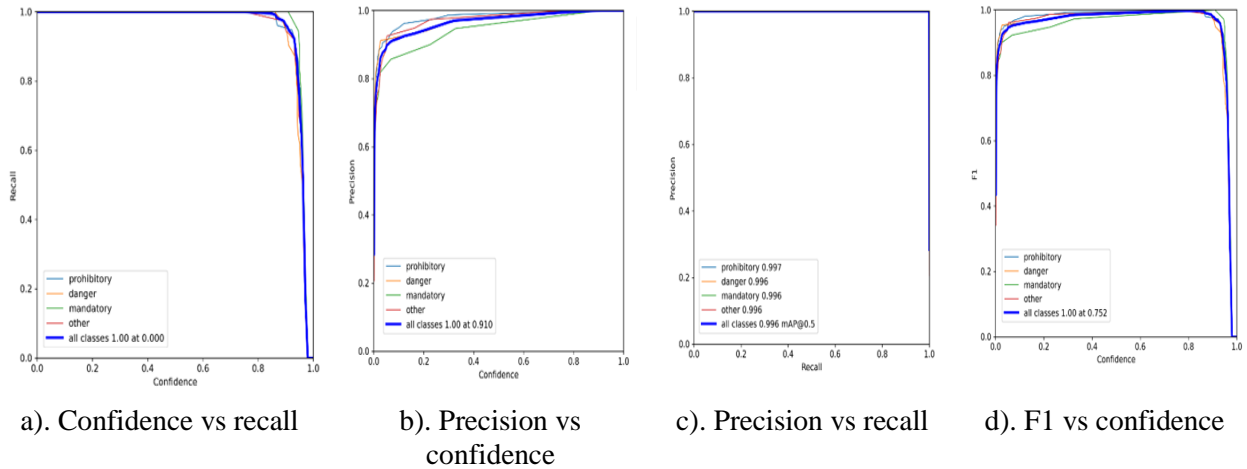 1.0
0.8
0.6
0.4
0.2
0.0
Recall
prohibitory
danger
mandatory
other
all classes 1.00 at 0.000
0.0 0.2 0.4 0.6 0.8 1.0
Confidence
a). Confidence vs recall
1.0
0.8
0.6
0.4
0.2
0.0
Precision
prohibitory
danger
mandatory
other
all classes 1.00 at 0.910
0.0 0.2 0.4 0.6 0.8 1.0
Confidence
b). Precision vs
confidence
1.0
0.8
0.6
0.4
0.2
0.0
Precision
prohibitory 0.997
danger 0.996
mandatory 0.996
other 0.996
all classes 0.996 mAP@0.5
0.0 0.2 0.4 0.6 0.8 1.0
Recall
c). Precision vs recall
1.0
0.8
0.6
0.4
0.2
0.0
F1
prohibitory
danger
mandatory
other
all classes 1.00 at 0.752
0.0 0.2 0.4 0.6 0.8 1.0
Confidence
d). F1 vs confidence